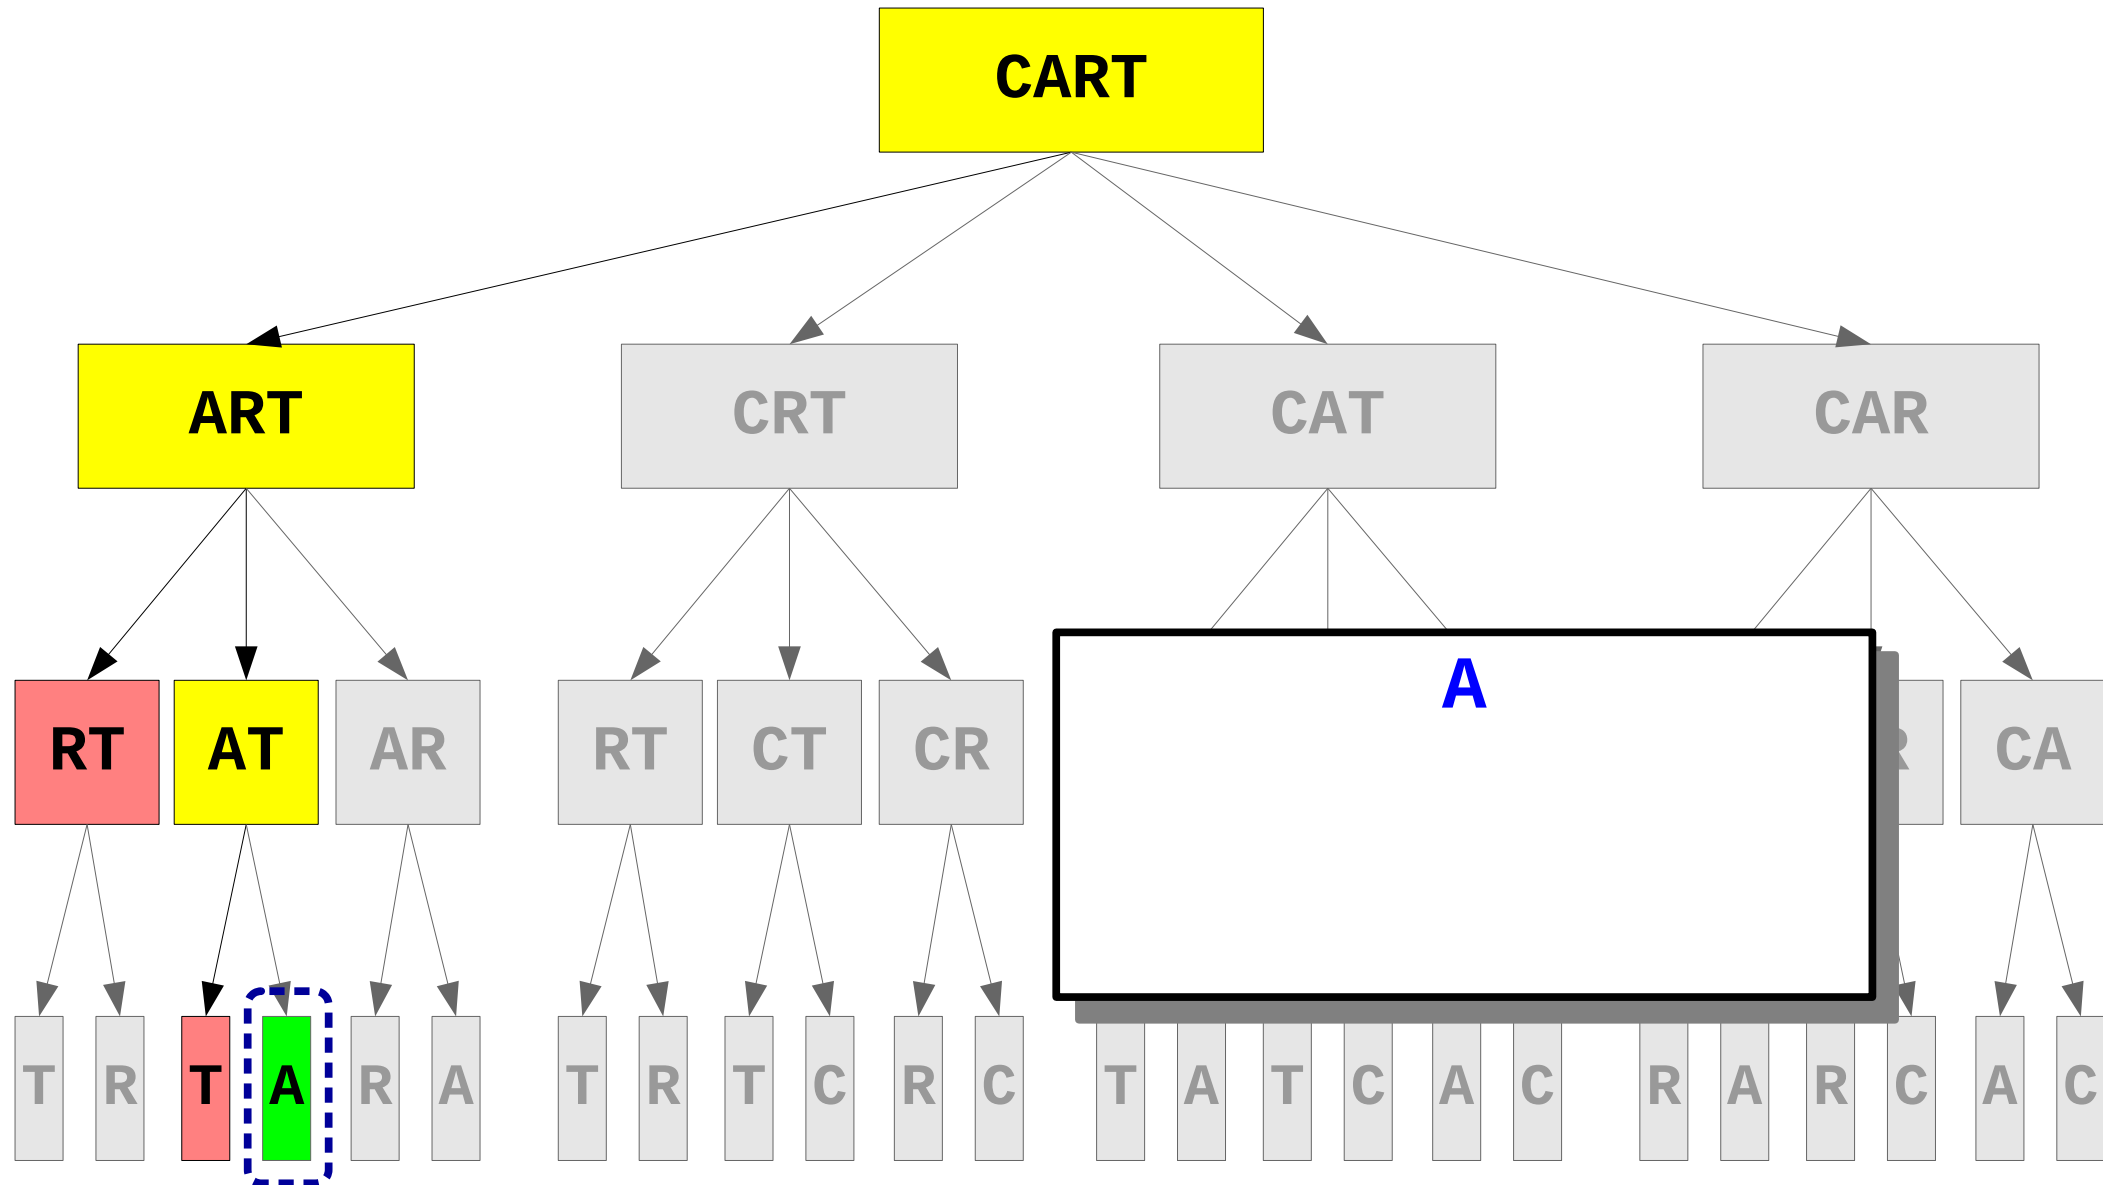 CART
ART CRT CAT CAR
A
RT AT AR RT CT CR R CA
T R T A R A T R T C R C T A T C A C R A R C A C